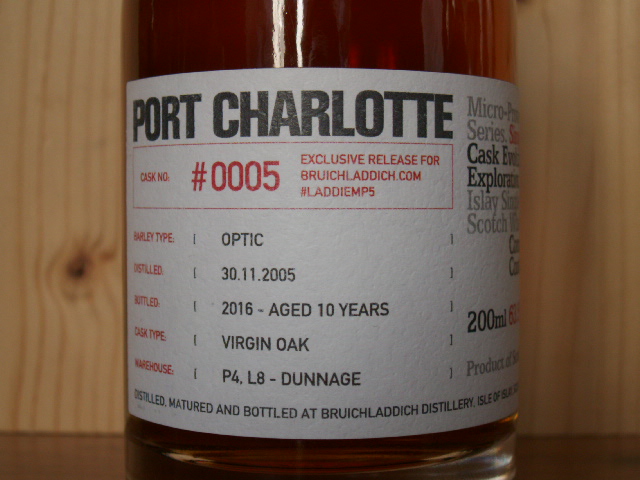 PORT CHARLOTTE
CASK NO: #0005
EXCLUSIVE RELEASE FOR
BRUICHLADDICH.COM
#LADDIEMP5
BARLEY TYPE: [ OPTIC ]
DISTILLED: [ 30.11.2005 ]
BOTTLED: [ 2016 - AGED 10 YEARS ]
CASK TYPE: [ VIRGIN OAK ]
WAREHOUSE: [ P4, L8 - DUNNAGE ]
DISTILLED, MATURED AND BOTTLED AT BRUICHLADDICH DISTILLERY, ISLE OF ISLAY,
Series.
Cask
Islay
Scotch
200ml
Product of